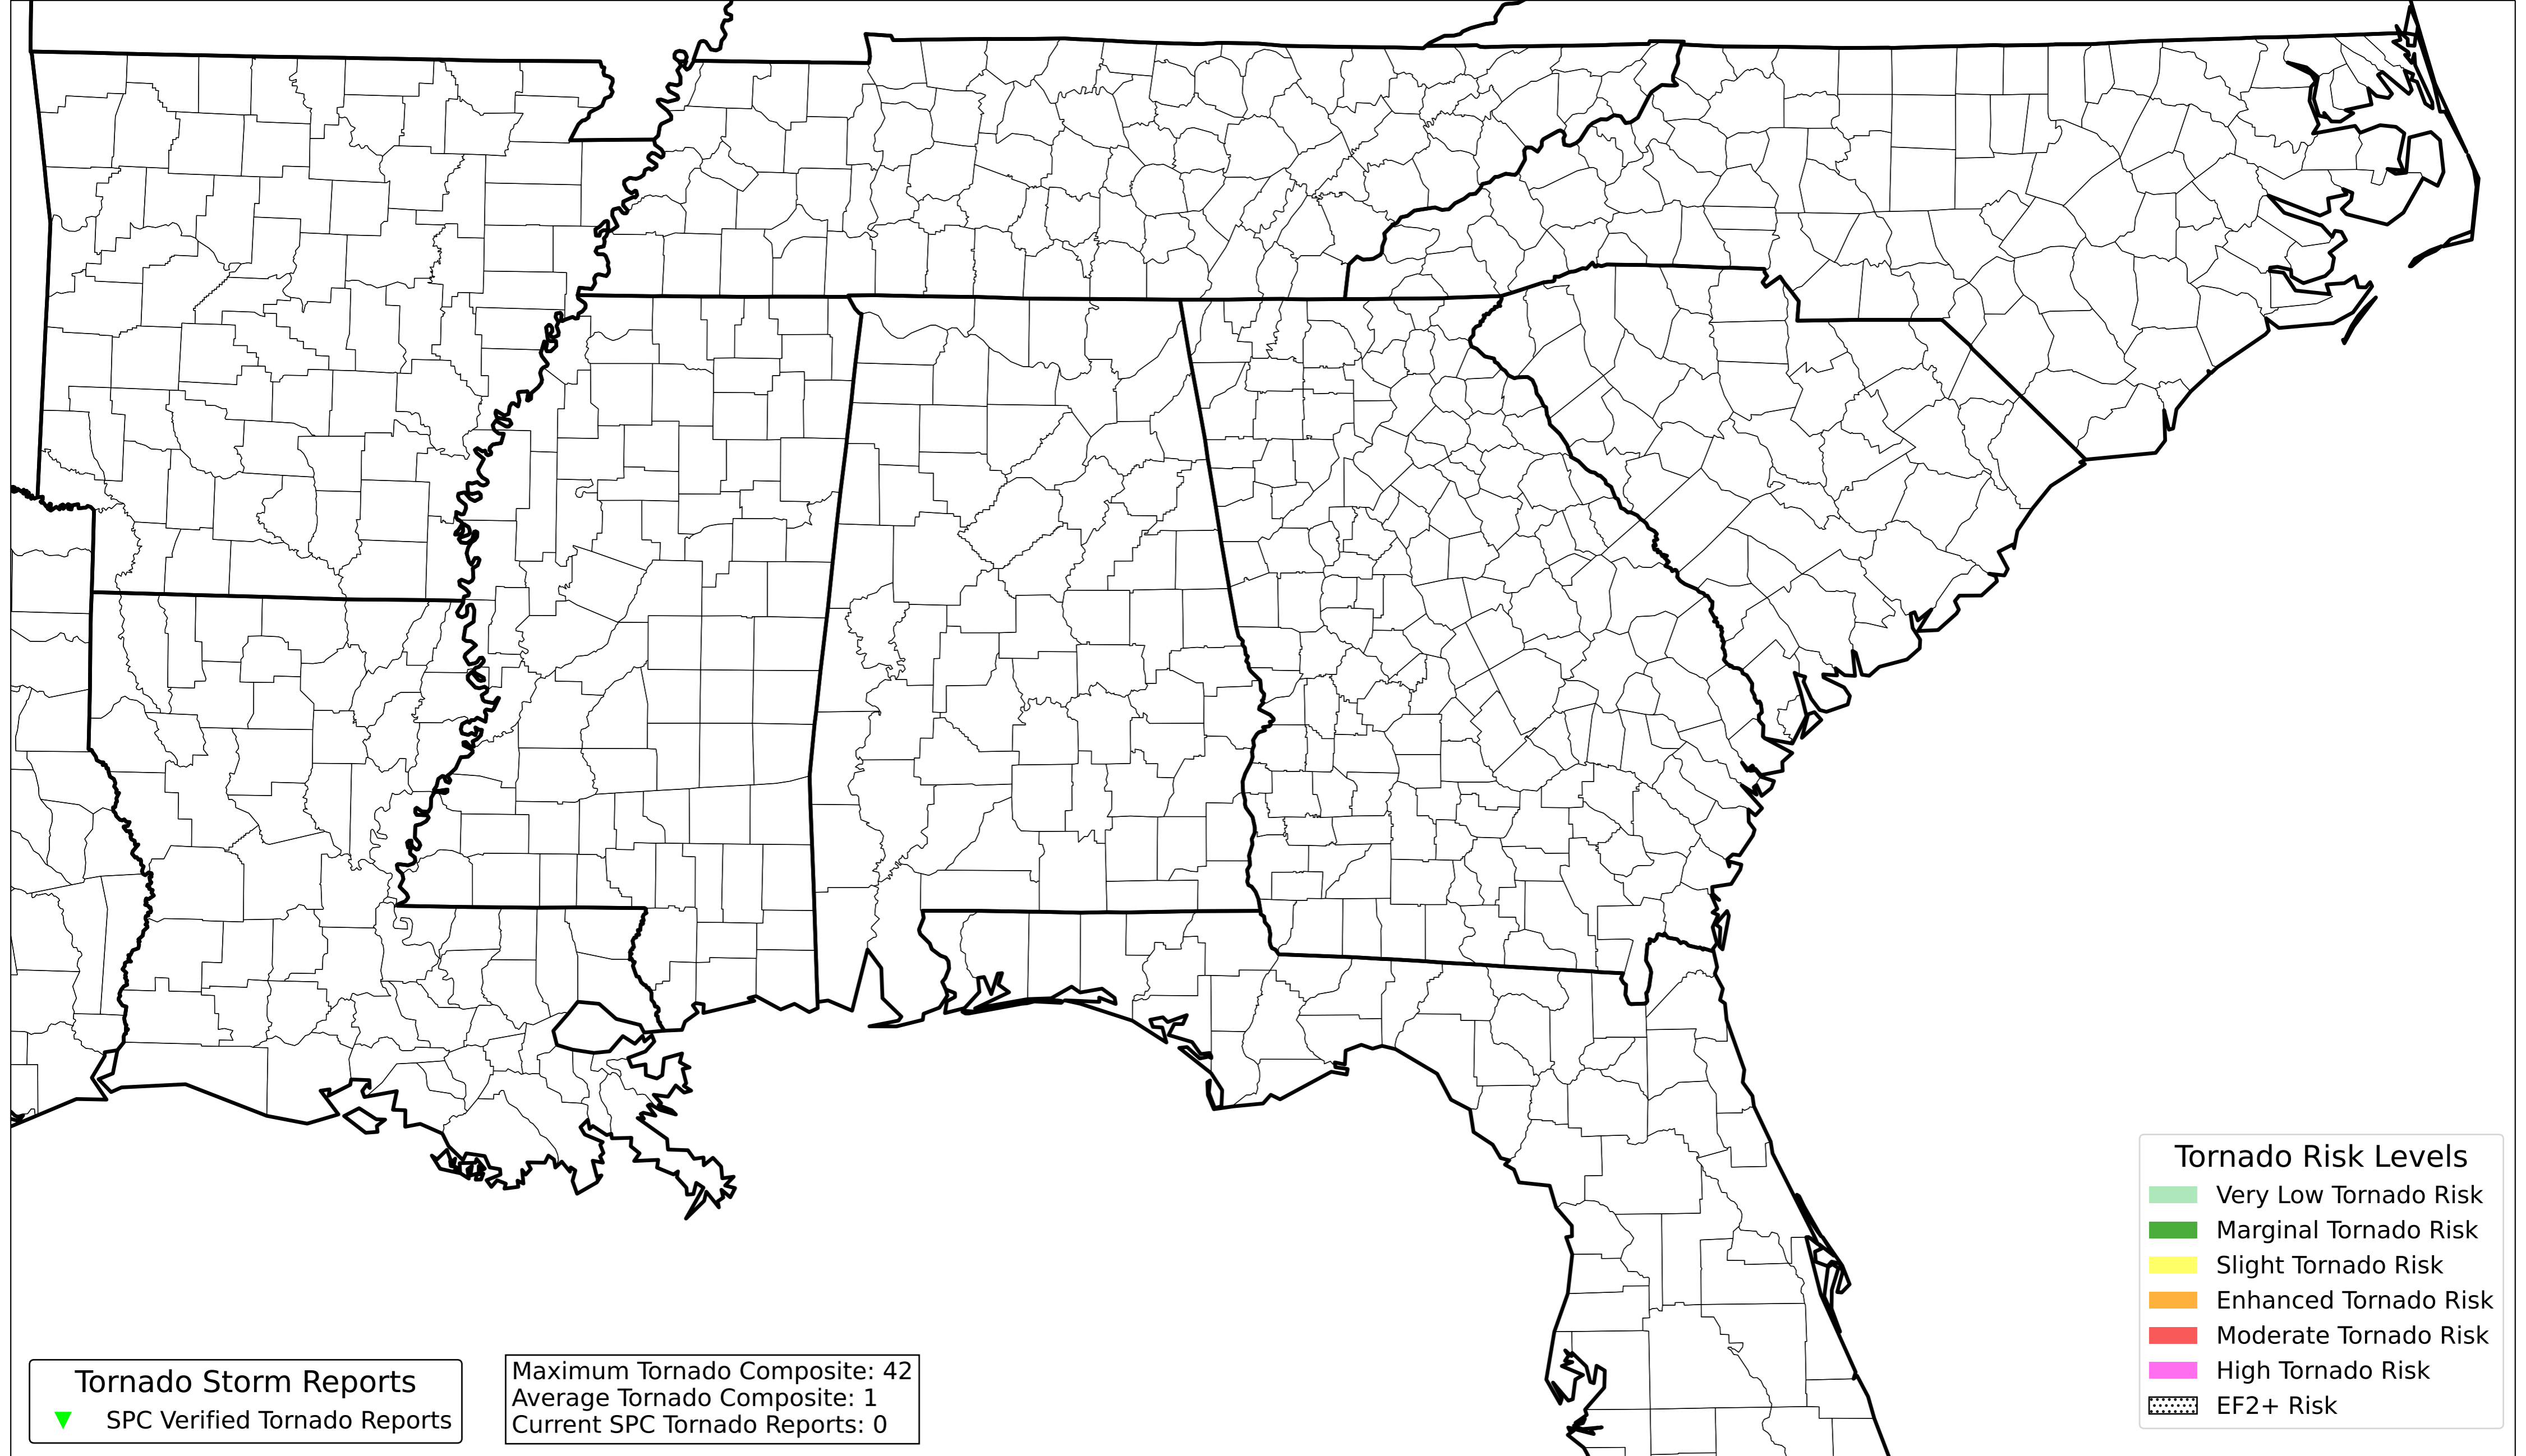 Tornado Risk Levels
Very Low Tornado Risk
Marginal Tornado Risk
Slight Tornado Risk
Enhanced Tornado Risk
Moderate Tornado Risk
High Tornado Risk
EF2+ Risk
Tornado Storm Reports
SPC Verified Tornado Reports
Maximum Tornado Composite: 42
Average Tornado Composite: 1
Current SPC Tornado Reports: 0